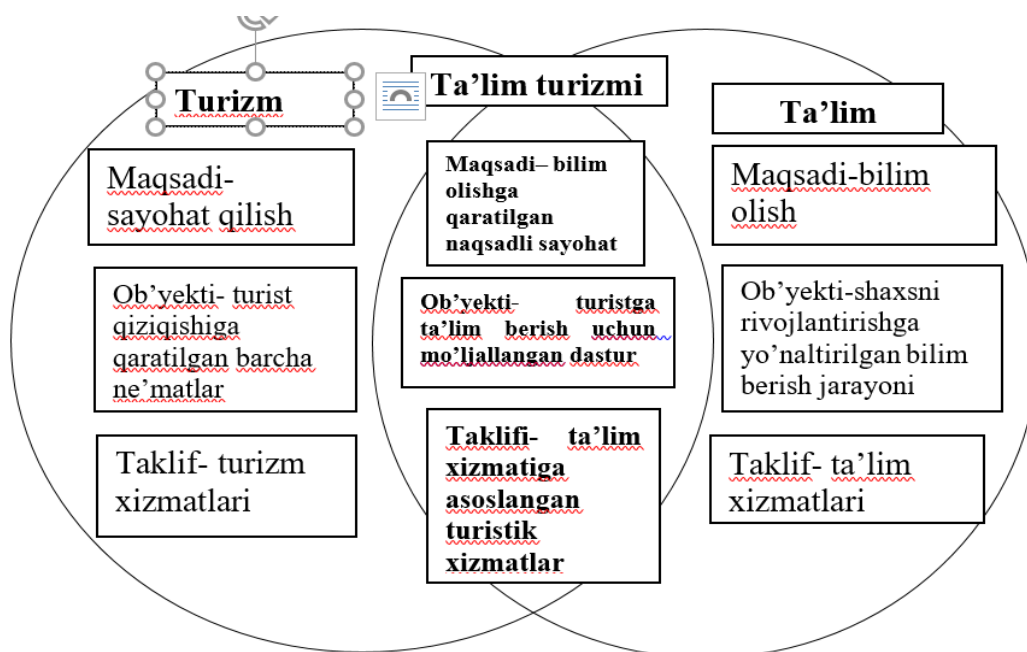 Turizm
Maqsadi-
sayohat qilish
Ob’yekti- turist
qiziqishiga
qaratilgan barcha
ne’matlar
Taklif- turizm
xizmatlari
Ta’lim turizmi
Maqsadi– bilim
olishga
qaratilgan
naqsadli sayohat
Ob’yekti- turistga
ta’lim berish uchun
mo’ljallangan dastur
Taklifi- ta’lim
xizmatiga
asoslangan
turistik
xizmatlar
Ta’lim
Maqsadi-bilim
olish
Ob’yekti-shaxsni
rivojlantirishga
yo’naltirilgan bilim
berish jarayoni
Taklif- ta’lim
xizmatlari